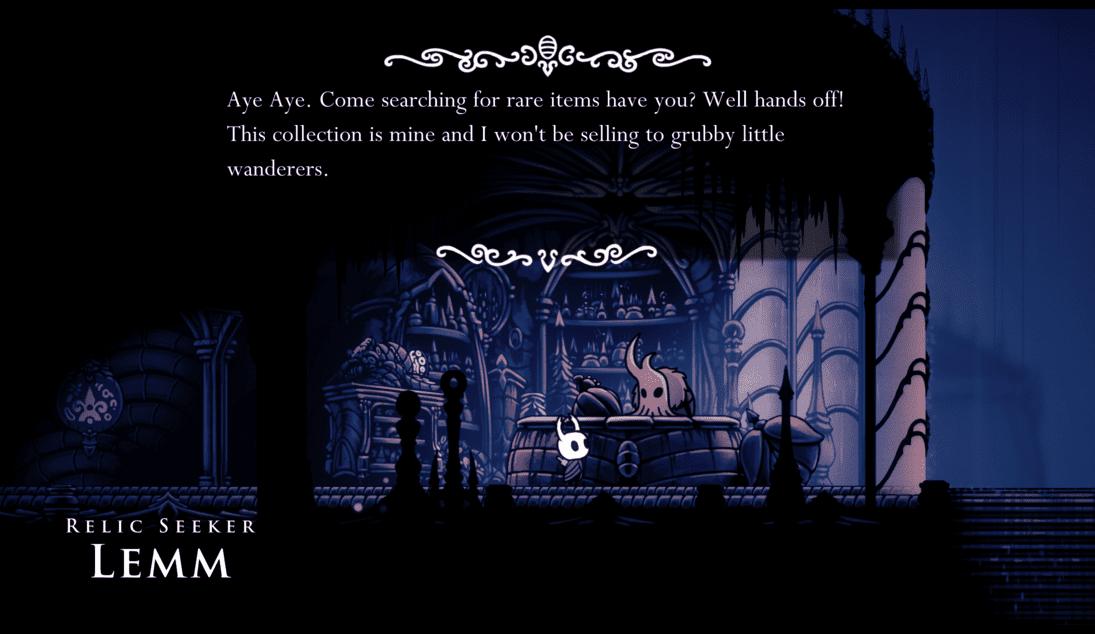 Aye Aye. Come searching for rare items have you? Well hands off!
This collection is mine and I won't be selling to grubby little
wanderers.
RELIC SEEKER
LEMM